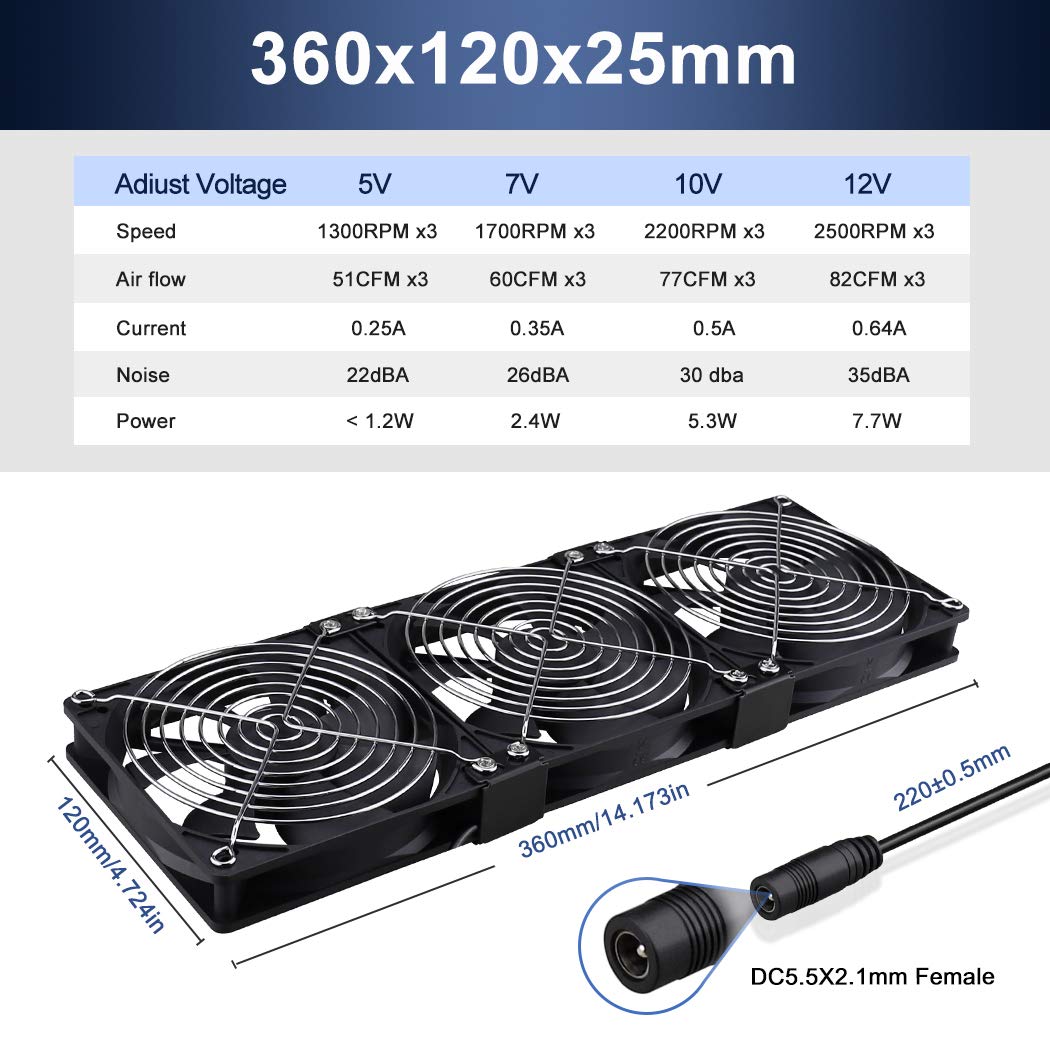 360x120x25mm
Adiust Voltage 5V 7V 10V 12V
Speed 1300RPM x3 1700RPM x3 2200RPM x3 2500RPM x3
Air flow 51CFM x3 60CFM x3 77CFM x3 82CFM x3
Current 0.25A 0.35A 0.5A 0.64A
Noise 22dBA 26dBA 30 dba 35dBA
Power < 1.2W 2.4W 5.3W 7.7W
120mm/4.724in
360mm/14.173in
220±0.5mm
DC5.5X2.1mm Female